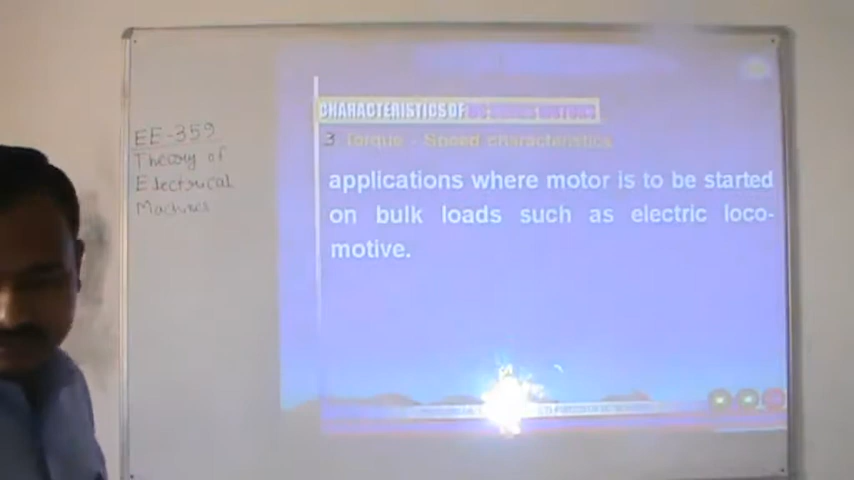 EE-359
Theory of
Electrical
Machines
CHARACTERISTICS OF
3 Torque - Speed characteristics
applications where motor is to be started
on bulk loads such as electric loco-
motive.